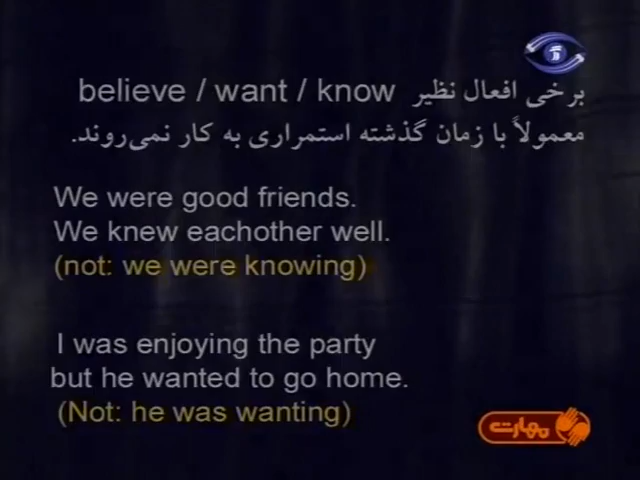 برخی افعال نظیر believe / want / know
معمولاً با زمان گذشته استمراری به کار نمی‌روند.
We were good friends.
We knew eachother well.
(not: we were knowing)
I was enjoying the party
but he wanted to go home.
(Not: he was wanting)
مهارت